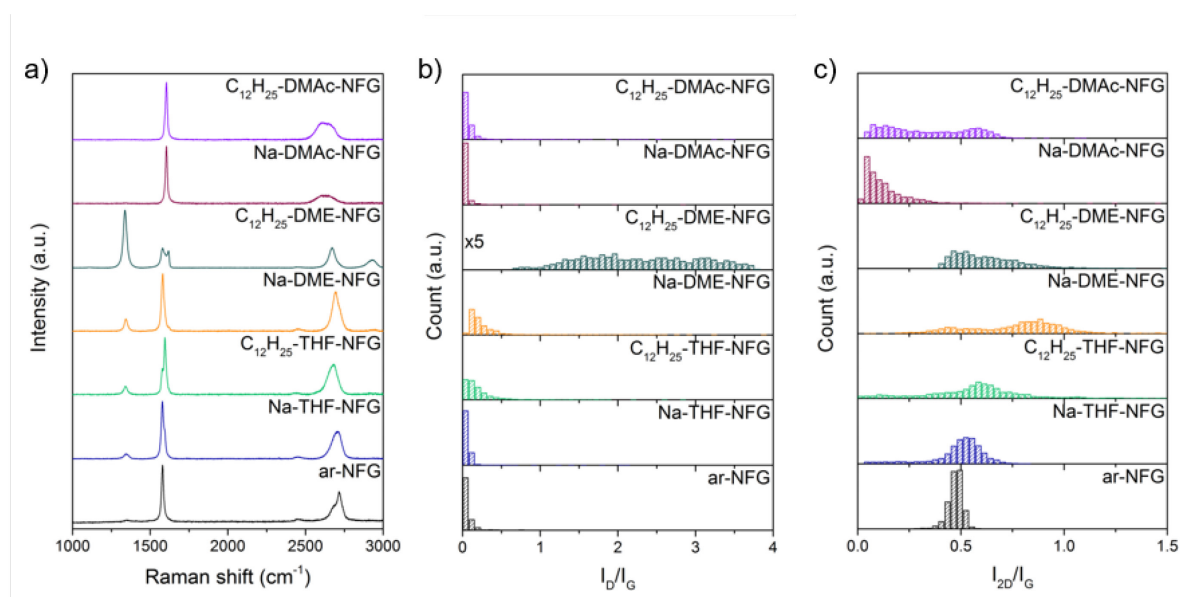 a)
C₁₂H₂₅-DMAc-NFG
Na-DMAc-NFG
C₁₂H₂₅-DME-NFG
Na-DME-NFG
C₁₂H₂₅-THF-NFG
Na-THF-NFG
ar-NFG
Intensity (a.u.)
1000 1500 2000 2500 3000
Raman shift (cm⁻¹)
b)
C₁₂H₂₅-DMAc-NFG
Na-DMAc-NFG
C₁₂H₂₅-DME-NFG
x5
Na-DME-NFG
C₁₂H₂₅-THF-NFG
Na-THF-NFG
ar-NFG
Count (a.u.)
0 1 2 3 4
I_D/I_G
c)
C₁₂H₂₅-DMAc-NFG
Na-DMAc-NFG
C₁₂H₂₅-DME-NFG
Na-DME-NFG
C₁₂H₂₅-THF-NFG
Na-THF-NFG
ar-NFG
Count (a.u.)
0.0 0.5 1.0 1.5
I_2D/I_G